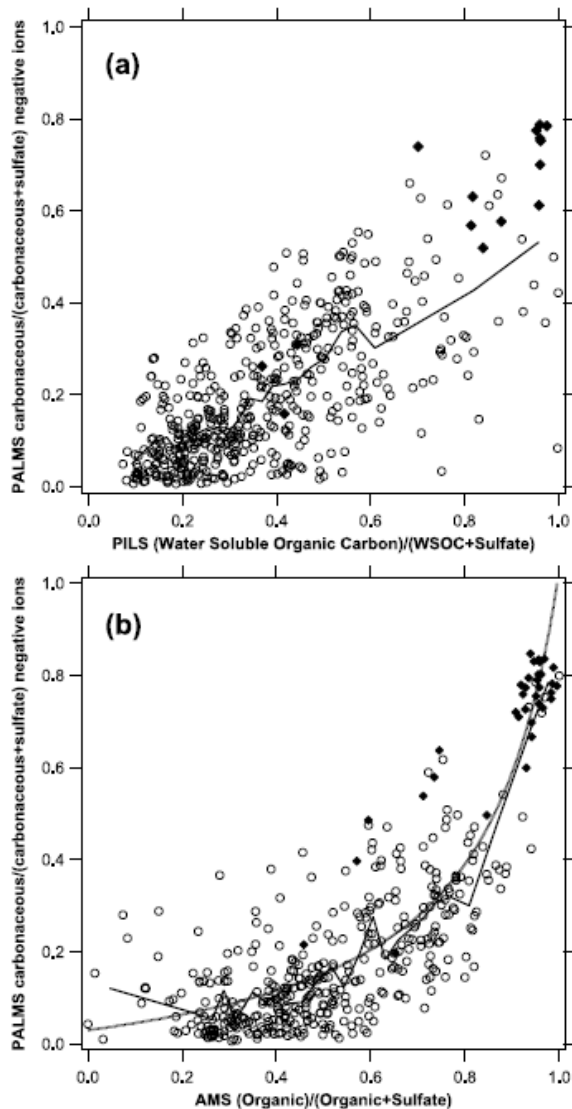 1.0
0.8
0.6
0.4
0.2
0.0
PALMS carbonaceous/(carbonaceous+sulfate) negative ions
(a)
0.0 0.2 0.4 0.6 0.8 1.0
PILS (Water Soluble Organic Carbon)/(WSOC+Sulfate)
1.0
0.8
0.6
0.4
0.2
0.0
PALMS carbonaceous/(carbonaceous+sulfate) negative ions
(b)
0.0 0.2 0.4 0.6 0.8 1.0
AMS (Organic)/(Organic+Sulfate)